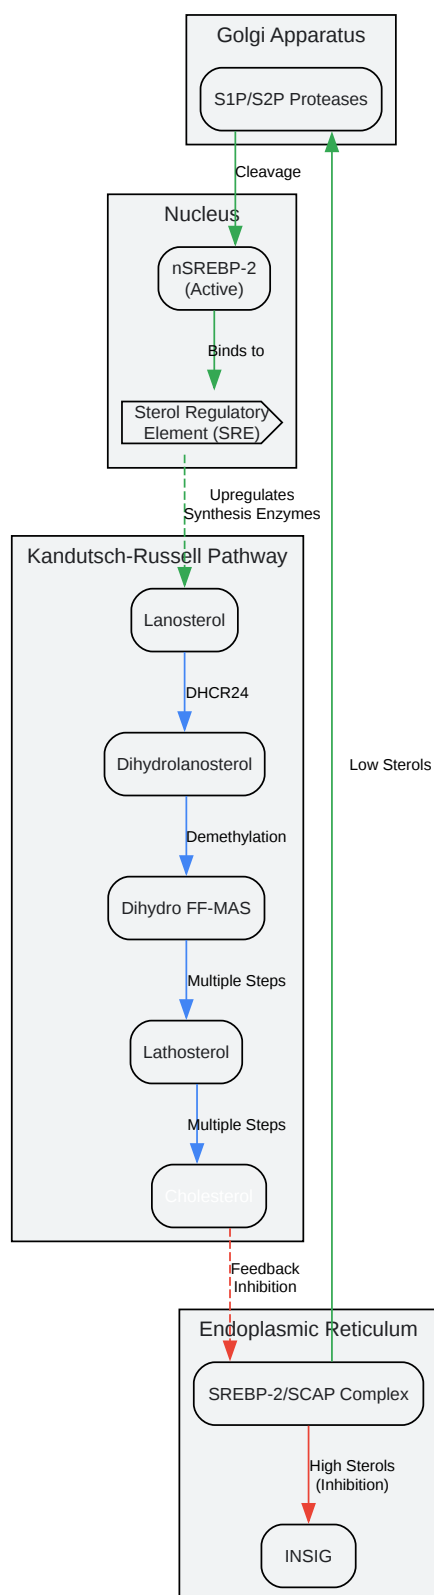 Golgi Apparatus
S1P/S2P Proteases
Cleavage
Nucleus
nSREBP-2
(Active)
Binds to
Sterol Regulatory
Element (SRE)
Upregulates
Synthesis Enzymes
Kandutsch-Russell Pathway
Lanosterol
DHCR24
Dihydrolanosterol
Low Sterols
Demethylation
Dihydro FF-MAS
Multiple Steps
Lathosterol
Multiple Steps
Cholesterol
Feedback
Inhibition
Endoplasmic Reticulum
SREBP-2/SCAP Complex
High Sterols
(Inhibition)
INSIG